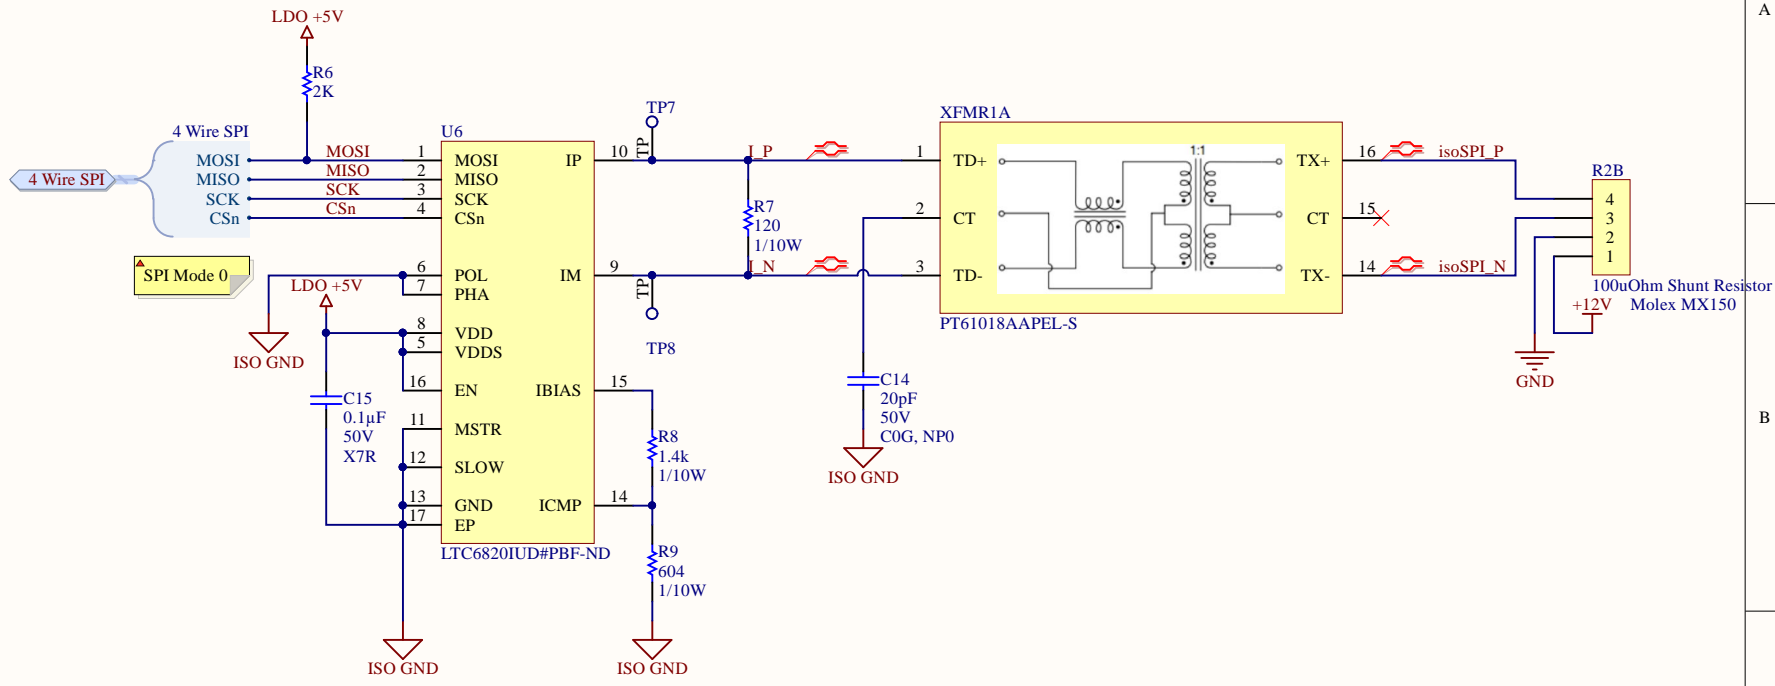 A
LDO +5V
R6
2K
4 Wire SPI
4 Wire SPI
MOSI
MISO
SCK
CSn
MOSI
MISO
SCK
CSn
SPI Mode 0
ISO GND
LDO +5V
C15
0.1µF
50V
X7R
U6
1 MOSI
2 MISO
3 SCK
4 CSn
6 POL
7 PHA
8 VDD
5 VDDS
16 EN
11 MSTR
12 SLOW
13 GND
17 EP
IP 10
IM 9
IBIAS 15
ICMP 14
LTC6820IUD#PBF-ND
ISO GND
TP7
TP
I_P
R7
120
1/10W
I_N
TP
TP8
R8
1.4k
1/10W
R9
604
1/10W
ISO GND
C14
20pF
50V
C0G, NP0
ISO GND
XFMR1A
1 TD+
2 CT
3 TD-
1:1
TX+ 16
CT 15
TX- 14
PT61018AAPEL-S
isoSPI_P
isoSPI_N
R2B
4
3
2
1
100uOhm Shunt Resistor
Molex MX150
+12V
GND
B